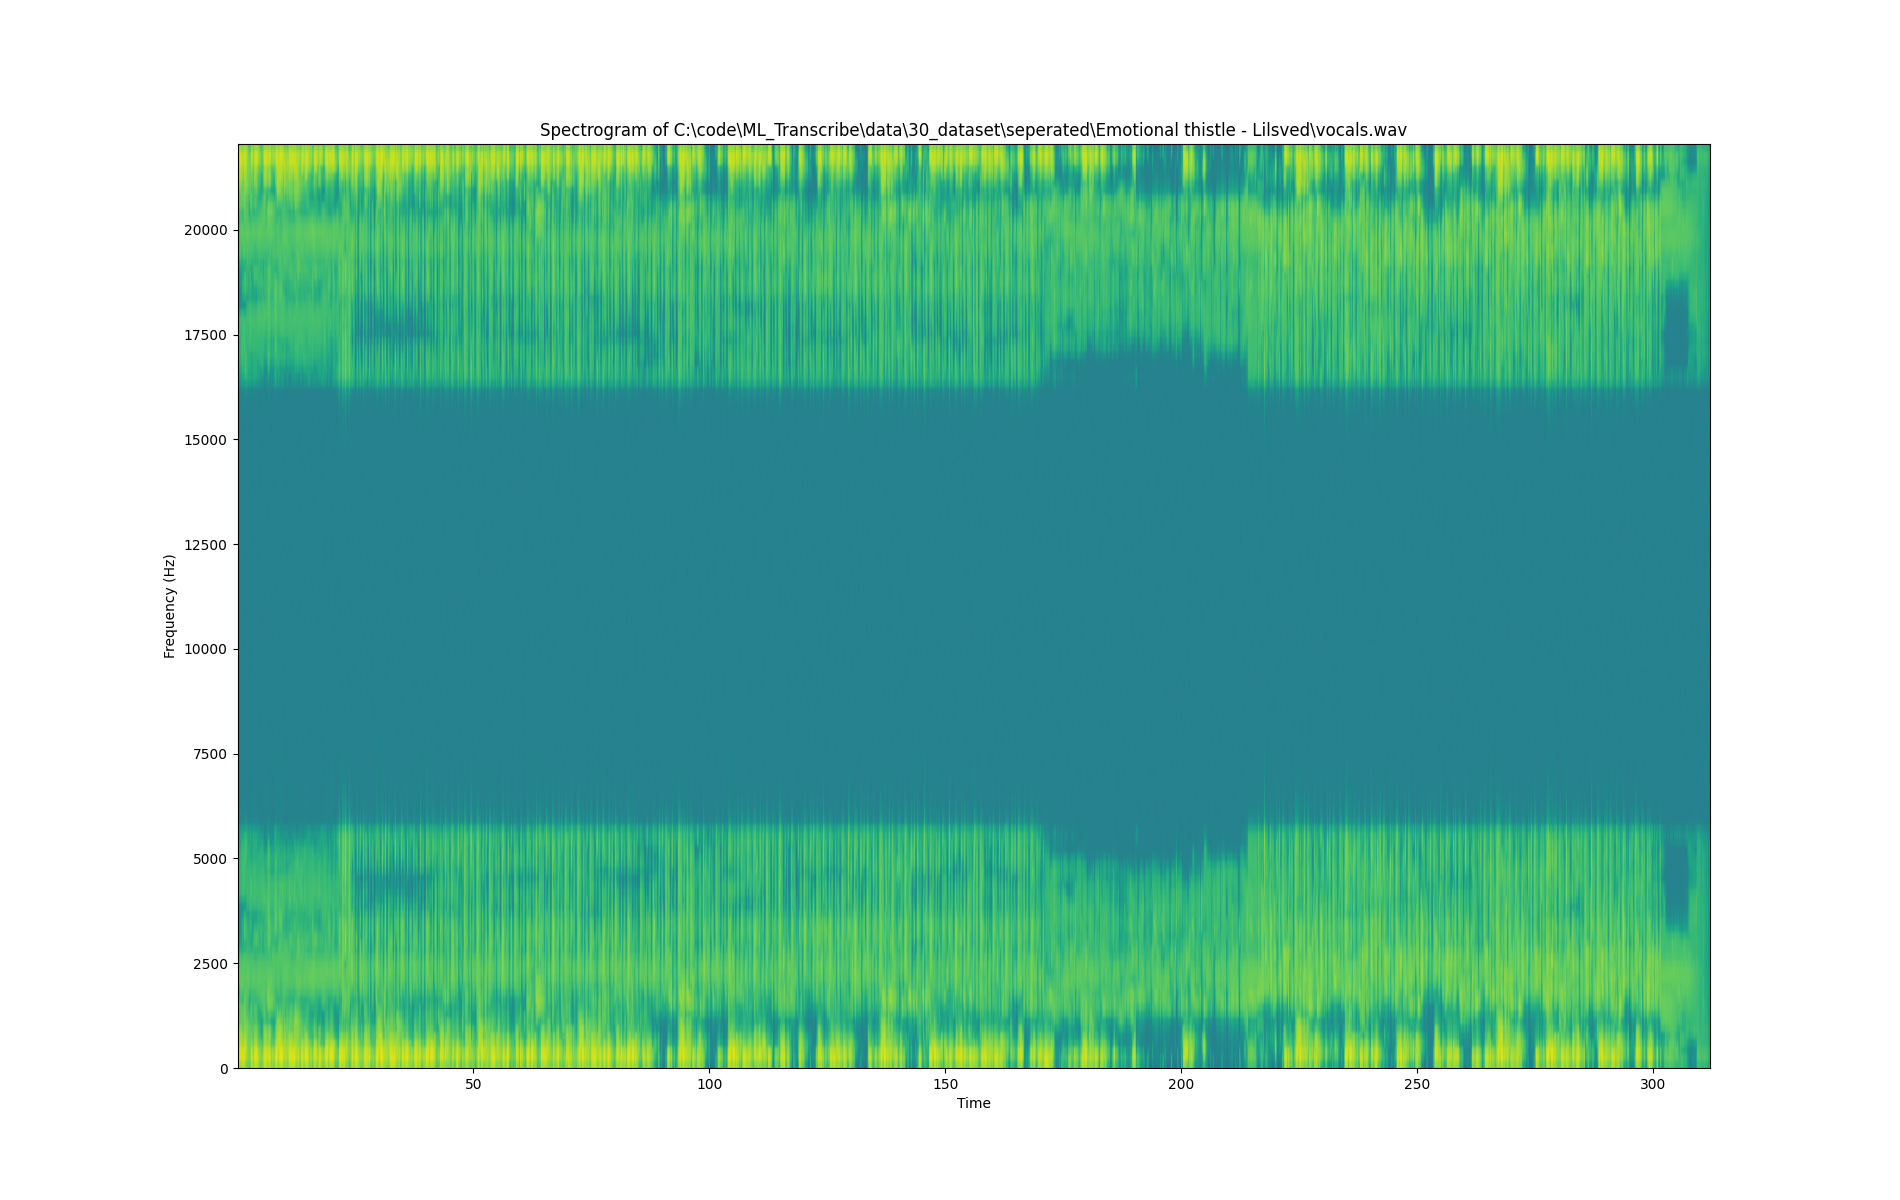 Spectrogram of C:\code\ML_Transcribe\data\30_dataset\seperated\Emotional thistle - Lilsved\vocals.wav
20000
17500
15000
12500
Frequency (Hz)
10000
7500
5000
2500
0
50 100 150 200 250 300
Time